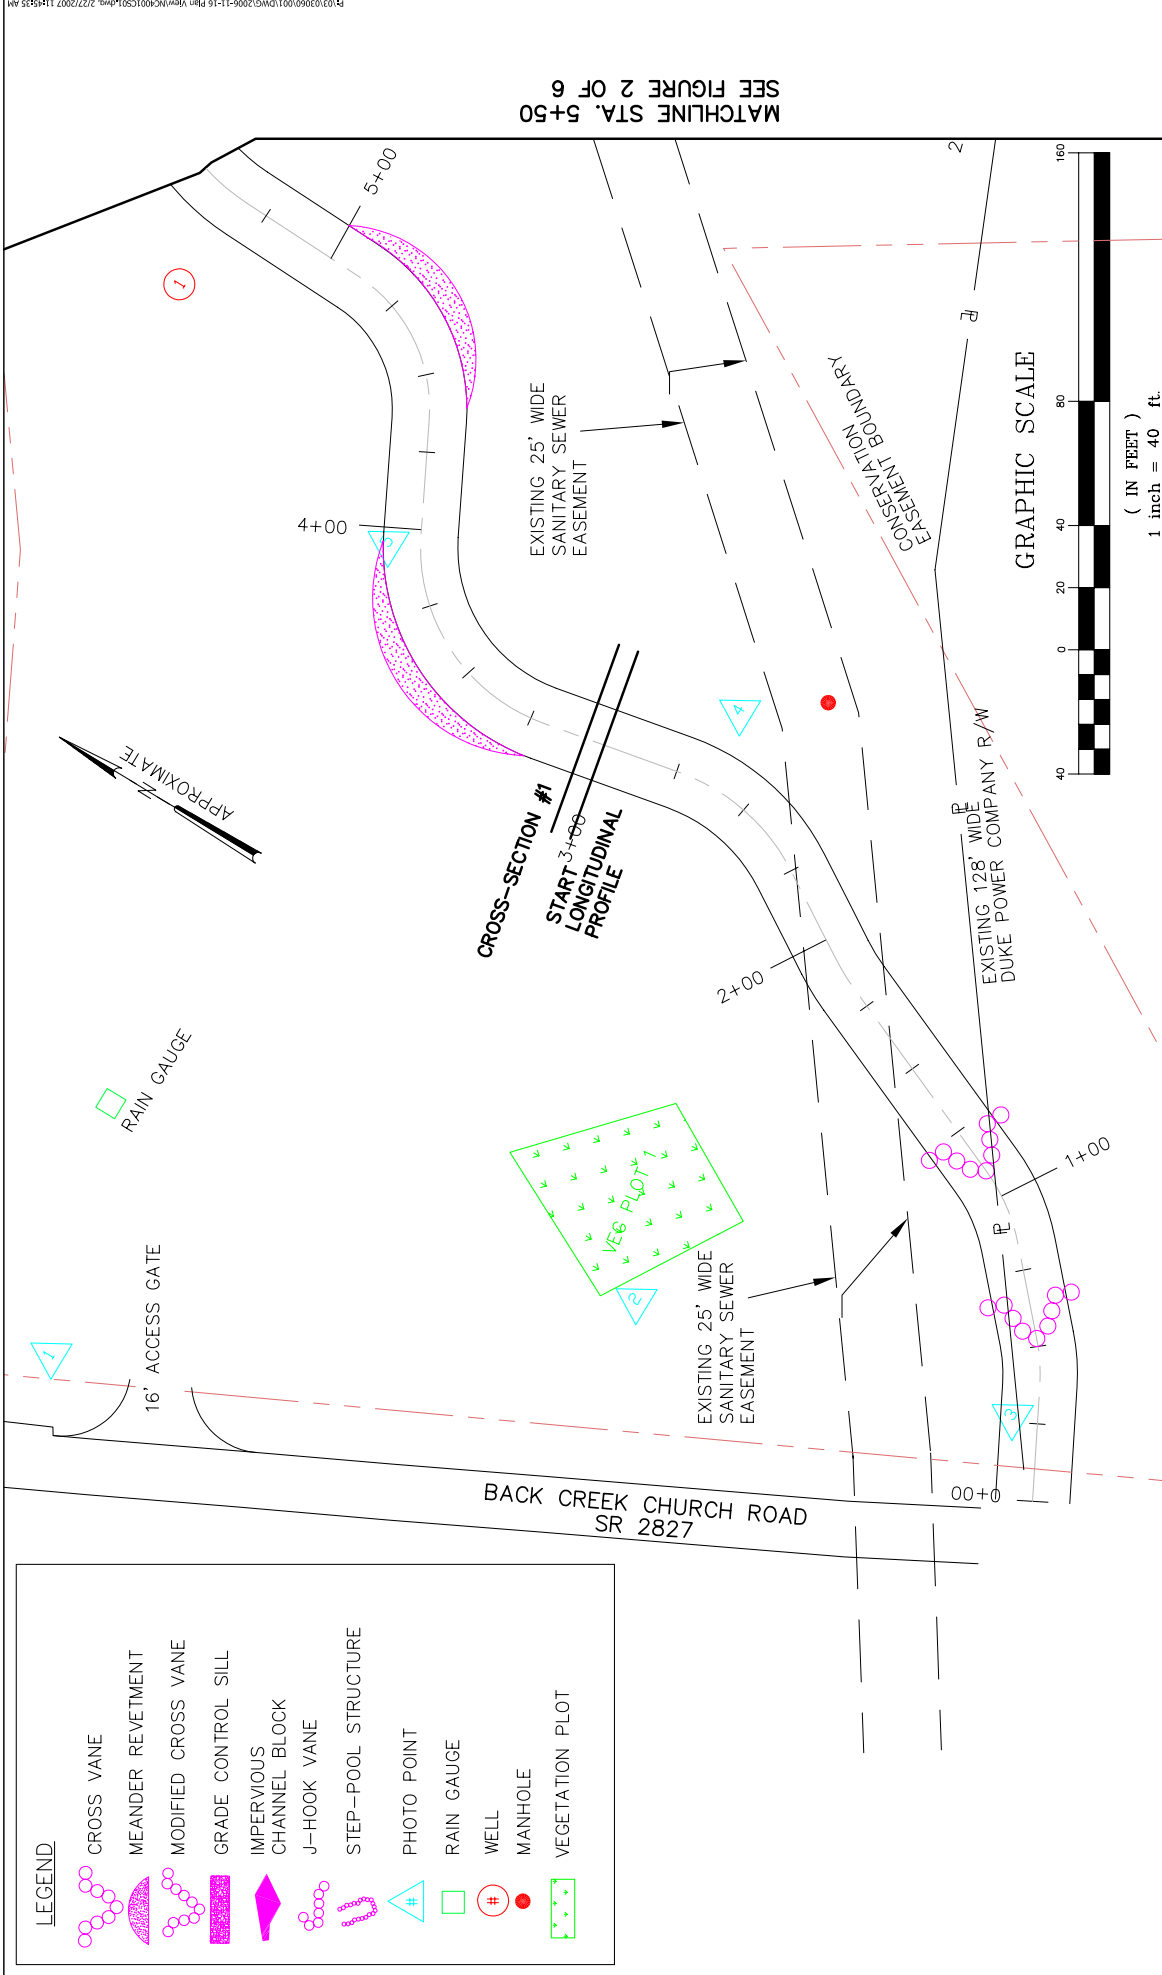 P:\03\03060\001\DWG\2006-11-16 Plan View\NC4001CS01.dwg, 2/27/2007 11:45:35 AM
MATCHLINE STA. 5+50
SEE FIGURE 2 OF 6
5+00
1
4+00
5
EXISTING 25' WIDE
SANITARY SEWER
EASEMENT
CONSERVATION
EASEMENT BOUNDARY
2
PL
GRAPHIC SCALE
40
0
20
40
80
160
( IN FEET )
1 inch = 40 ft.
APPROXIMATE
N
CROSS-SECTION #1
3+00
START
LONGITUDINAL
PROFILE
4
PL
EXISTING 128' WIDE
DUKE POWER COMPANY R/W
2+00
RAIN GAUGE
VEG PLOT 1
2
EXISTING 25' WIDE
SANITARY SEWER
EASEMENT
1+00
PL
3
00+0
1
16' ACCESS GATE
BACK CREEK CHURCH ROAD
SR 2827
LEGEND
CROSS VANE
MEANDER REVETMENT
MODIFIED CROSS VANE
GRADE CONTROL SILL
IMPERVIOUS
CHANNEL BLOCK
J-HOOK VANE
STEP-POOL STRUCTURE
# PHOTO POINT
RAIN GAUGE
# WELL
MANHOLE
VEGETATION PLOT